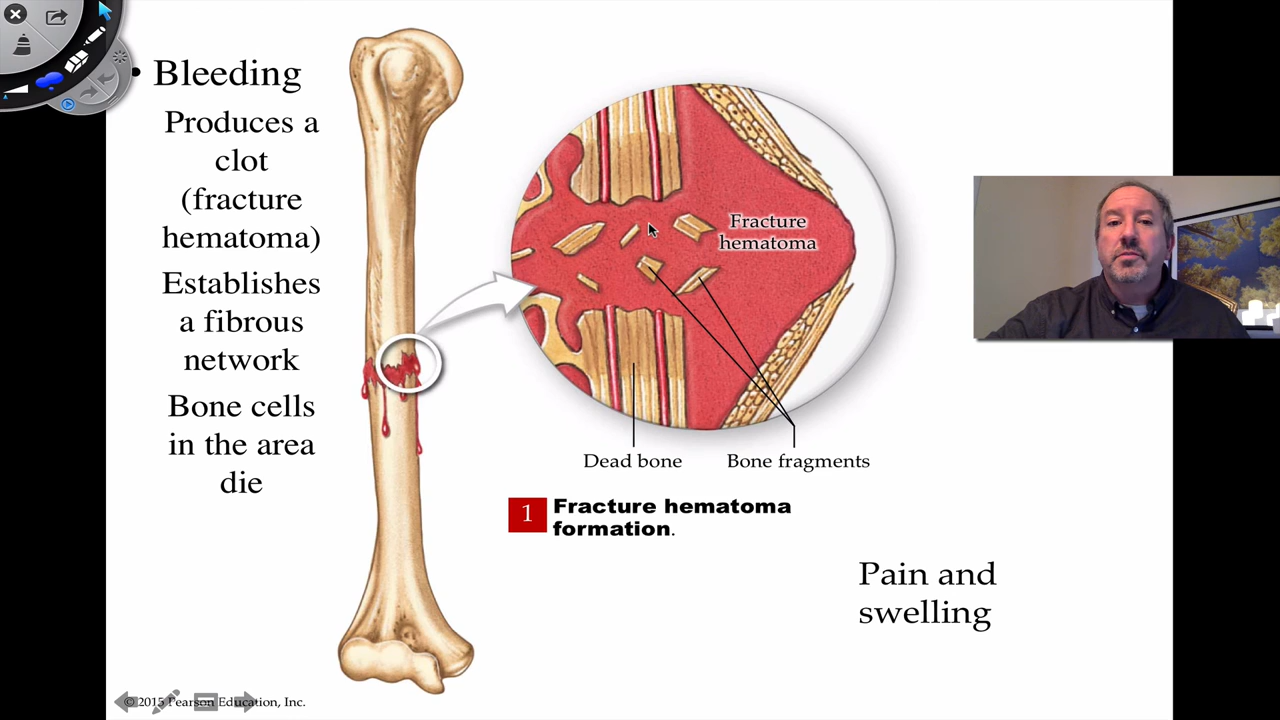 • Bleeding
Produces a
clot
(fracture
hematoma)
Establishes
a fibrous
network
Bone cells
in the area
die
Fracture
hematoma
Dead bone
Bone fragments
1 Fracture hematoma
formation.
Pain and
swelling
© 2015 Pearson Education, Inc.